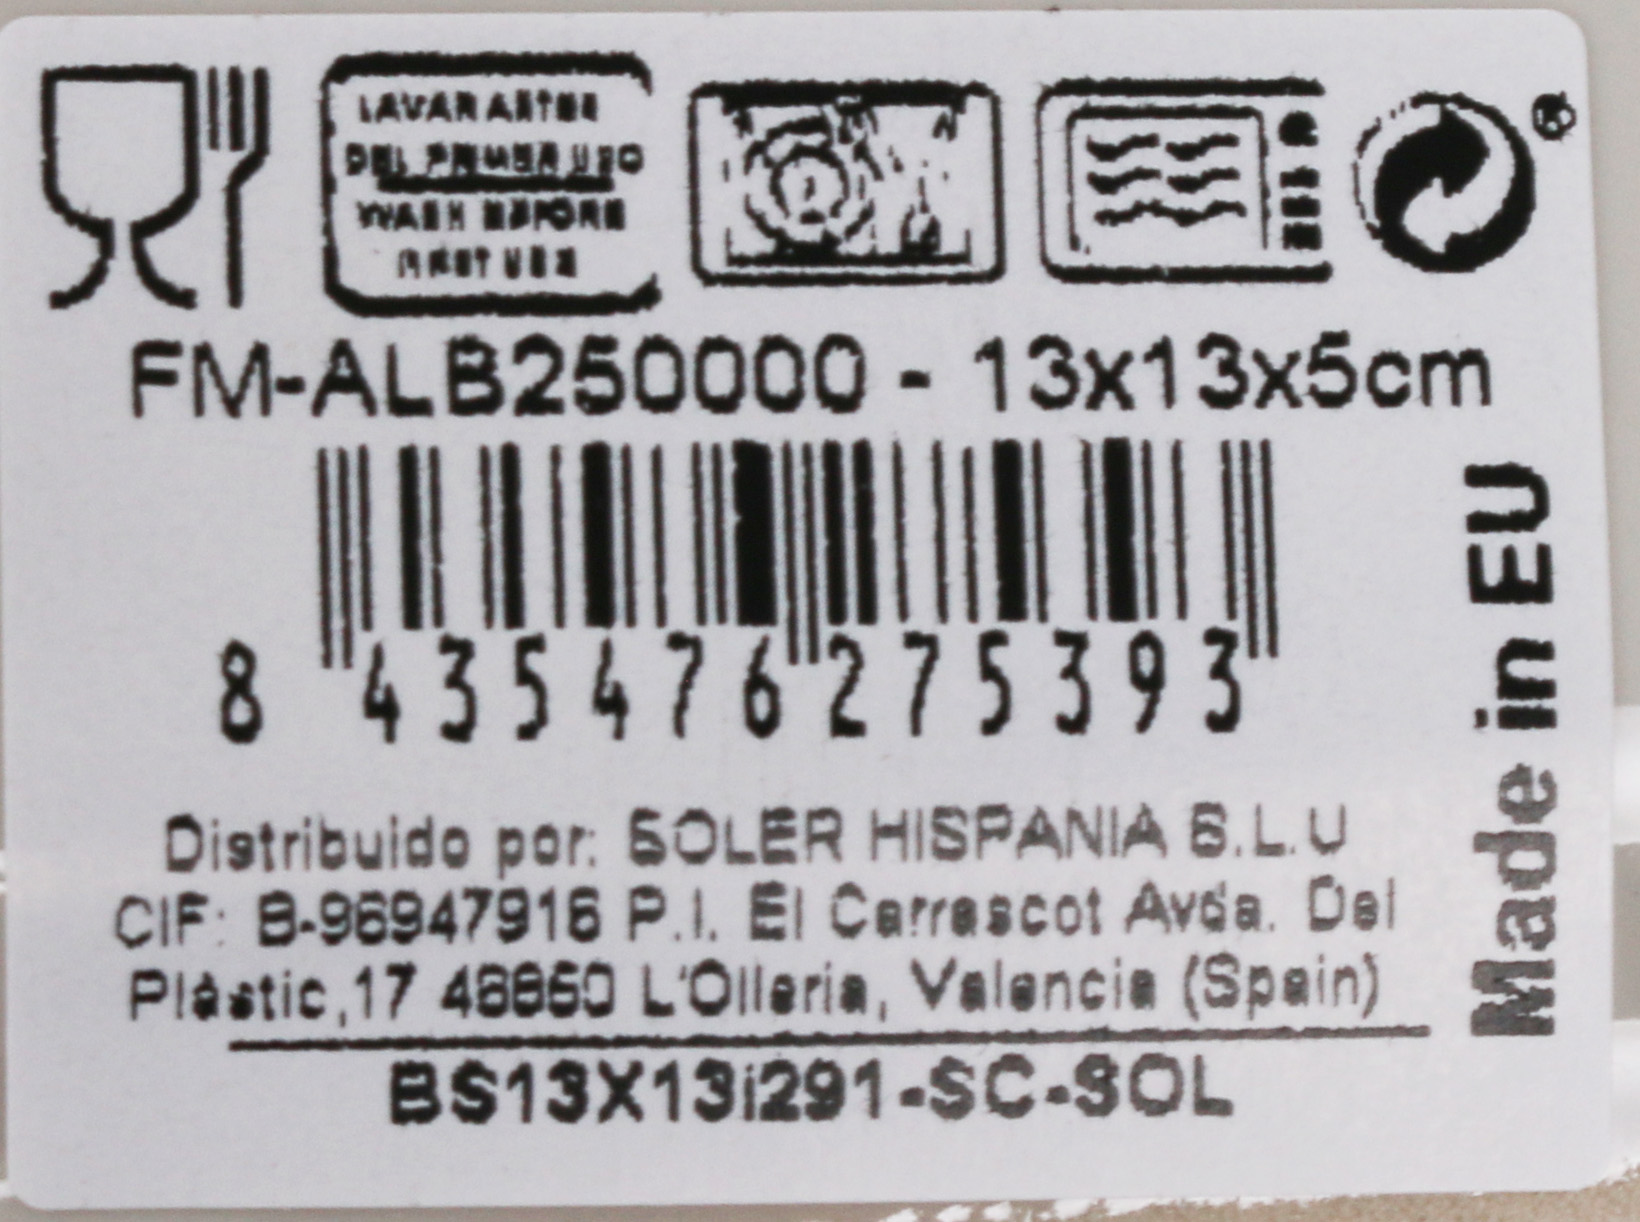 LAVAR ANTES
DEL PRIMER USO
WASH BEFORE
FIRST USE
®
FM-ALB250000 - 13x13x5cm
8 435476 275393
Made in EU
Distribuido por: SOLER HISPANIA S.L.U
CIF: B-96947916 P.I. El Carrascot Avda. Del
Plàstic,17 46850 L'Olleria, Valencia (Spain)
BS13X13i291-SC-SOL